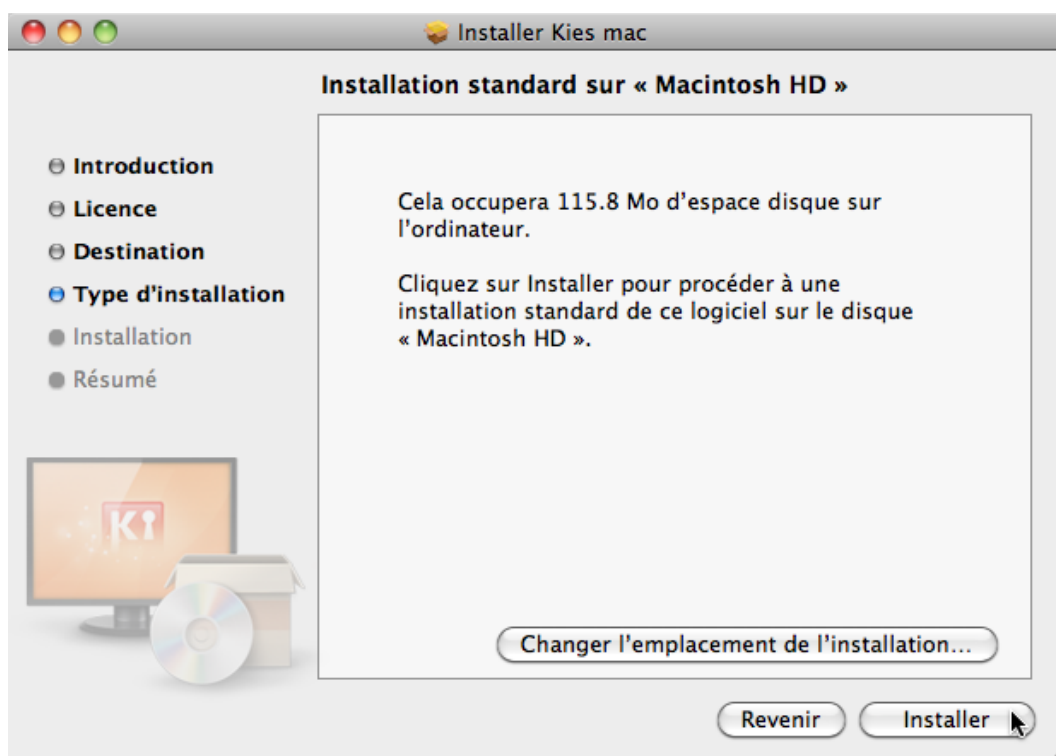 Installer Kies mac
Installation standard sur « Macintosh HD »
Introduction
Licence
Destination
Type d'installation
Installation
Résumé
Cela occupera 115.8 Mo d'espace disque sur
l'ordinateur.
Cliquez sur Installer pour procéder à une
installation standard de ce logiciel sur le disque
« Macintosh HD ».
Ki
Changer l'emplacement de l'installation...
Revenir
Installer